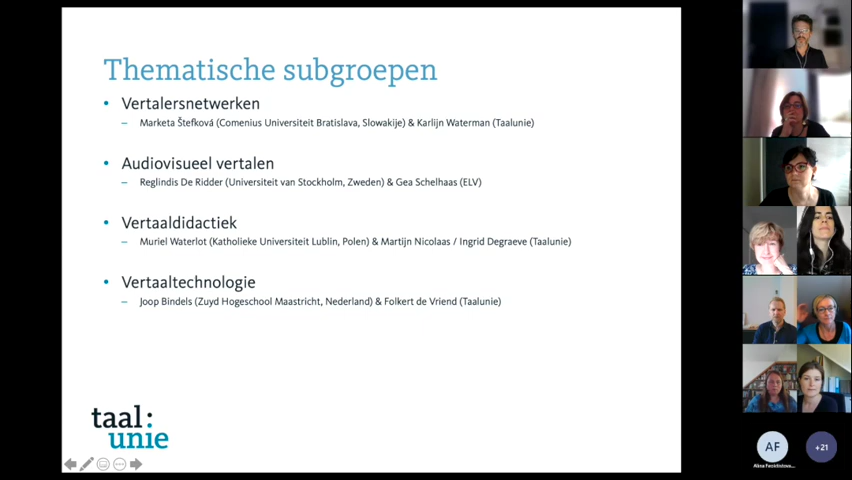 Thematische subgroepen
• Vertalersnetwerken
– Marketa Štefková (Comenius Universiteit Bratislava, Slowakije) & Karlijn Waterman (Taalunie)
• Audiovisueel vertalen
– Reglindis De Ridder (Universiteit van Stockholm, Zweden) & Gea Schelhaas (ELV)
• Vertaaldidactiek
– Muriel Waterlot (Katholieke Universiteit Lublin, Polen) & Martijn Nicolaas / Ingrid Degraeve (Taalunie)
• Vertaaltechnologie
– Joop Bindels (Zuyd Hogeschool Maastricht, Nederland) & Folkert de Vriend (Taalunie)
taal:
unie
AF
+21